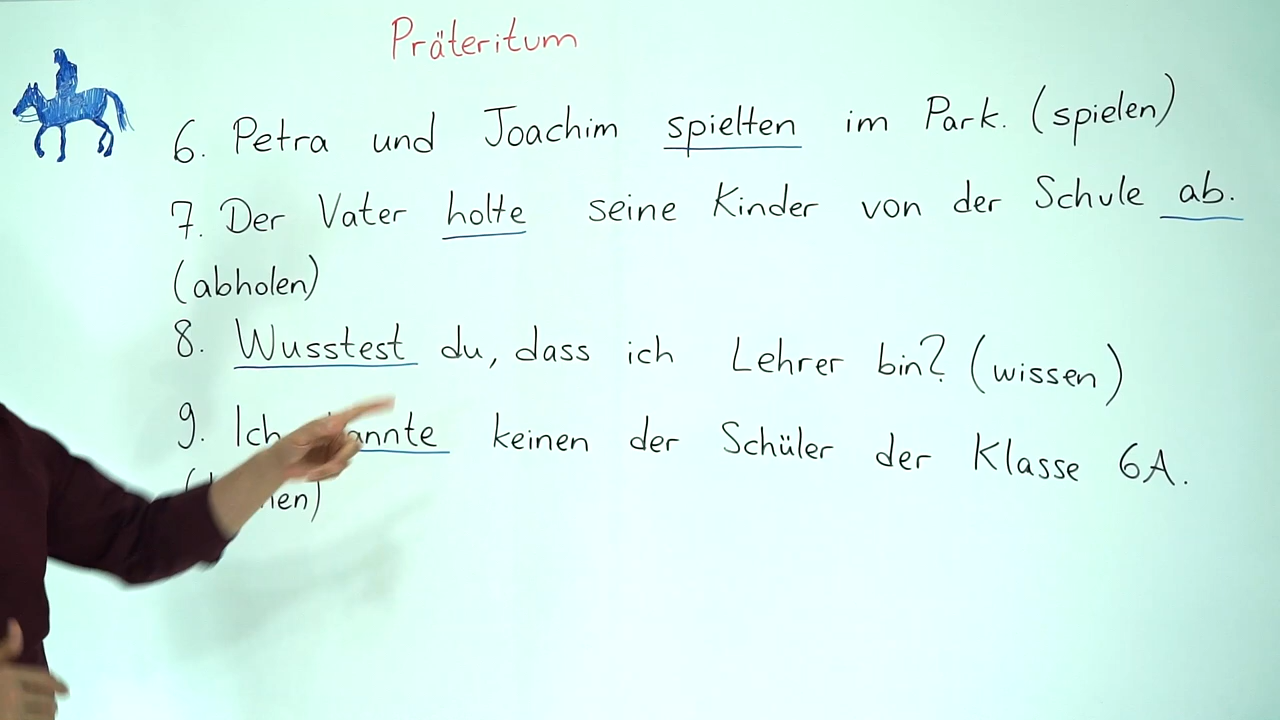 Präteritum
6. Petra und Joachim spielten im Park. (spielen)
7. Der Vater holte seine Kinder von der Schule ab.
(abholen)
8. Wusstest du, dass ich Lehrer bin? (wissen)
9. Ich keinen der Schüler der Klasse 6A.